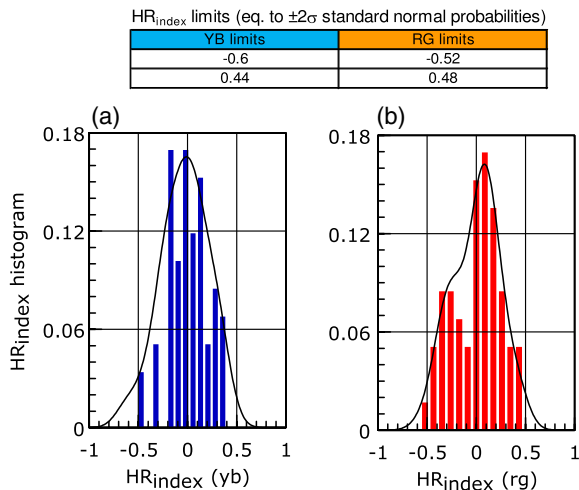 HRindex limits (eq. to ±2σ standard normal probabilities)
YB limits RG limits
-0.6 -0.52
0.44 0.48
(a) (b)
0.18 0.18
0.12 0.12
0.06 0.06
0 0
HRindex histogram
-1 -0.5 0 0.5 1 -1 -0.5 0 0.5 1
HRindex (yb) HRindex (rg)